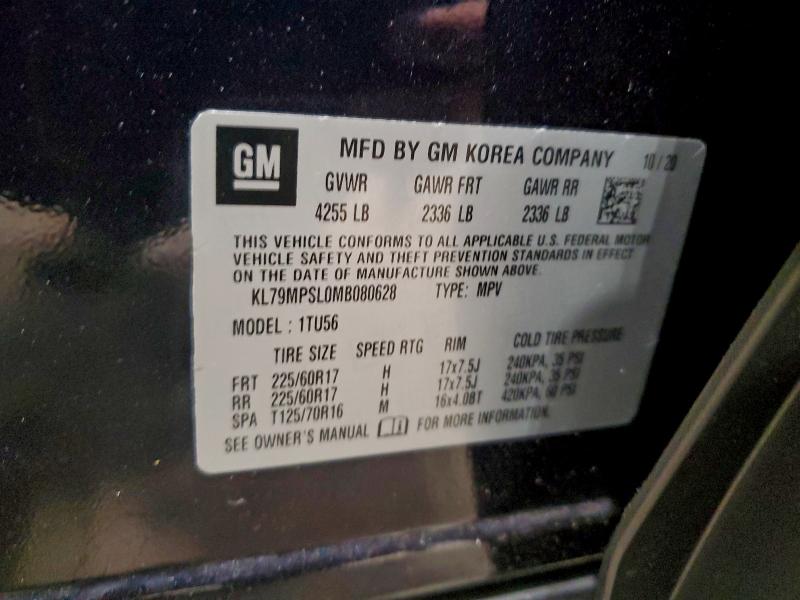 GM
MFD BY GM KOREA COMPANY 10/20
GVWR GAWR FRT GAWR RR
4255 LB 2336 LB 2336 LB
THIS VEHICLE CONFORMS TO ALL APPLICABLE U.S. FEDERAL MOTOR
VEHICLE SAFETY AND THEFT PREVENTION STANDARDS IN EFFECT
ON THE DATE OF MANUFACTURE SHOWN ABOVE.
KL79MPSL0MB080628 TYPE: MPV
MODEL : 1TU56
TIRE SIZE SPEED RTG RIM COLD TIRE PRESSURE
FRT 225/60R17 H 17x7.5J 240KPA, 35 PSI
RR 225/60R17 H 17x7.5J 240KPA, 35 PSI
SPA T125/70R16 M 16x4.0BT 420KPA, 60 PSI
SEE OWNER'S MANUAL FOR MORE INFORMATION.